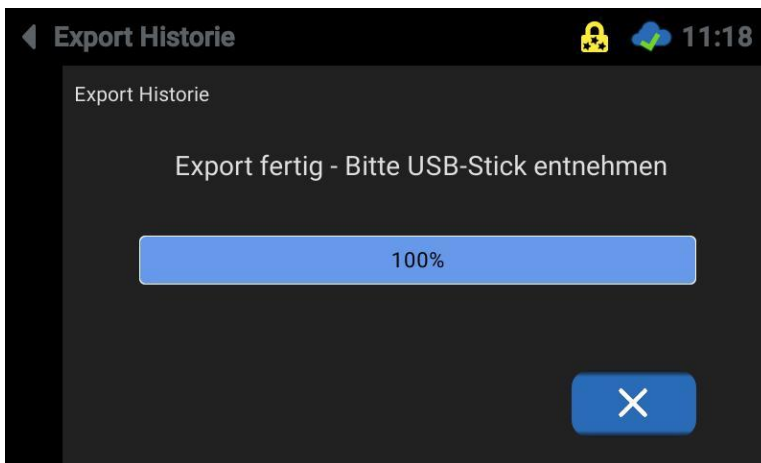 Export Historie
11:18
Export Historie
Export fertig - Bitte USB-Stick entnehmen
100%